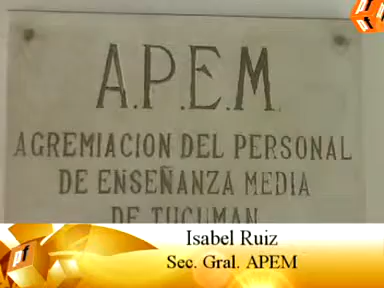 A.P.E.M.
AGREMIACION DEL PERSONAL
DE ENSEÑANZA MEDIA
DE TUCUMAN
Isabel Ruiz
Sec. Gral. APEM